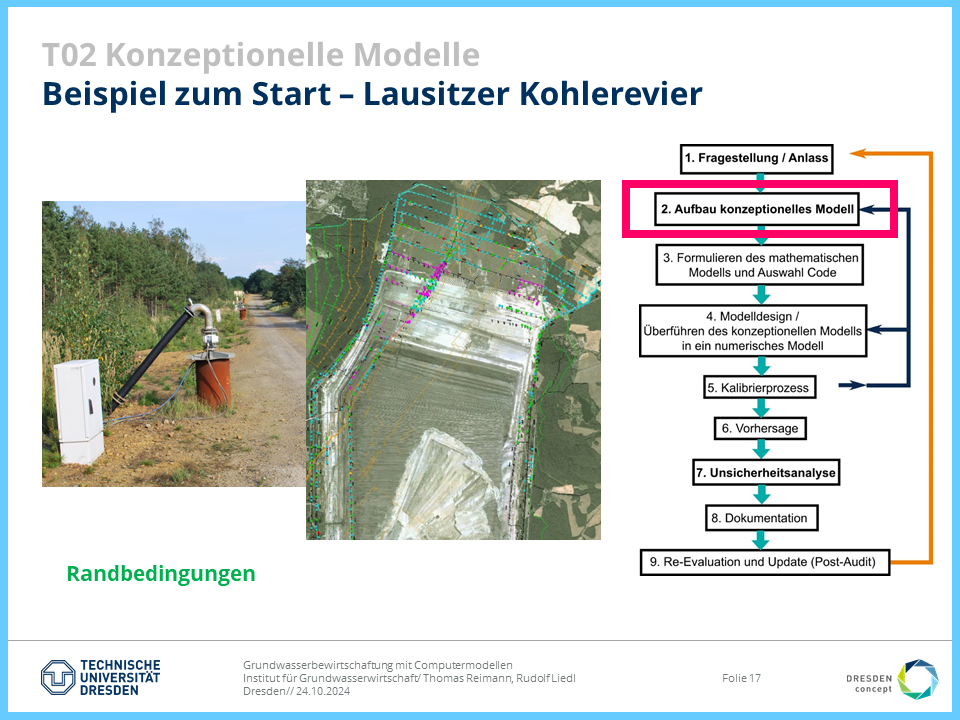 T02 Konzeptionelle Modelle
Beispiel zum Start – Lausitzer Kohlerevier
1. Fragestellung / Anlass
2. Aufbau konzeptionelles Modell
3. Formulieren des mathematischen
Modells und Auswahl Code
4. Modelldesign /
Überführen des konzeptionellen Modells
in ein numerisches Modell
5. Kalibrierprozess
6. Vorhersage
7. Unsicherheitsanalyse
8. Dokumentation
9. Re-Evaluation und Update (Post-Audit)
Randbedingungen
TECHNISCHE
UNIVERSITÄT
DRESDEN
Grundwasserbewirtschaftung mit Computermodellen
Institut für Grundwasserwirtschaft/ Thomas Reimann, Rudolf Liedl
Dresden// 24.10.2024
Folie 17
DRESDEN
concept